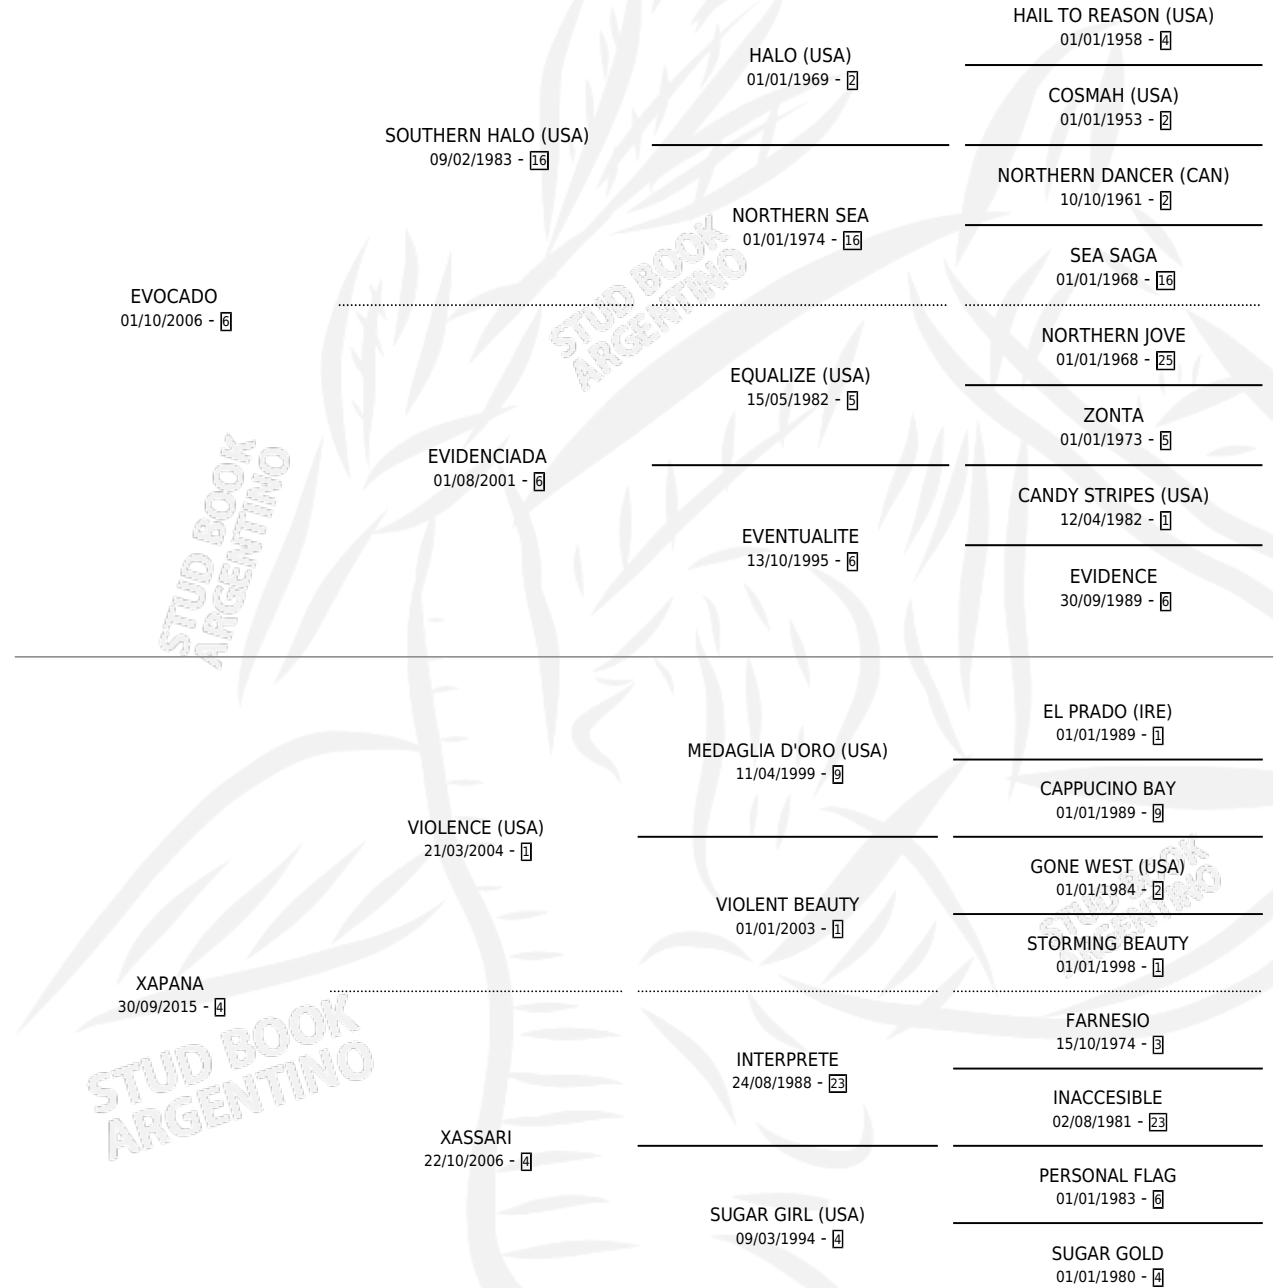 HAIL TO REASON (USA)
01/01/1958 - 4
HALO (USA)
01/01/1969 - 2
COSMAH (USA)
01/01/1953 - 2
SOUTHERN HALO (USA)
09/02/1983 - 16
NORTHERN DANCER (CAN)
10/10/1961 - 2
NORTHERN SEA
01/01/1974 - 16
SEA SAGA
01/01/1968 - 16
EVOCADO
01/10/2006 - 6
NORTHERN JOVE
01/01/1968 - 25
EQUALIZE (USA)
15/05/1982 - 5
ZONTA
01/01/1973 - 5
EVIDENCIADA
01/08/2001 - 6
CANDY STRIPES (USA)
12/04/1982 - 1
EVENTUALITE
13/10/1995 - 6
EVIDENCE
30/09/1989 - 6
EL PRADO (IRE)
01/01/1989 - 1
MEDAGLIA D'ORO (USA)
11/04/1999 - 9
CAPPUCINO BAY
01/01/1989 - 9
VIOLENCE (USA)
21/03/2004 - 1
GONE WEST (USA)
01/01/1984 - 2
VIOLENT BEAUTY
01/01/2003 - 1
STORMING BEAUTY
01/01/1998 - 1
XAPANA
30/09/2015 - 4
FARNESIO
15/10/1974 - 3
INTERPRETE
24/08/1988 - 23
INACCESIBLE
02/08/1981 - 23
XASSARI
22/10/2006 - 4
PERSONAL FLAG
01/01/1983 - 6
SUGAR GIRL (USA)
09/03/1994 - 4
SUGAR GOLD
01/01/1980 - 4
STUD BOOK
ARGENTINO
STUD BOOK
ARGENTINO
STUD BOOK
ARGENTINO
STUD BOOK
ARGENTINO